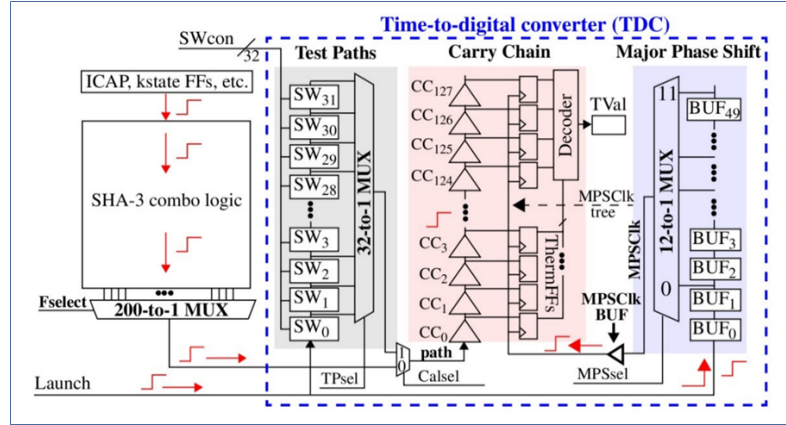 Time-to-digital converter (TDC)
SWcon
32
Test Paths
Carry Chain
Major Phase Shift
ICAP, kstate FFs, etc.
SHA-3 combo logic
Fselect
200-to-1 MUX
Launch
SW31
SW30
SW29
SW28
SW3
SW2
SW1
SW0
32-to-1 MUX
TPsel
1
0
path
Calsel
CC127
CC126
CC125
CC124
CC3
CC2
CC1
CC0
Decoder
TVal
ThermFFs
MPSClk
tree
MPSClk
MPSClk
BUF
MPSsel
11
0
12-to-1 MUX
BUF49
BUF3
BUF2
BUF1
BUF0